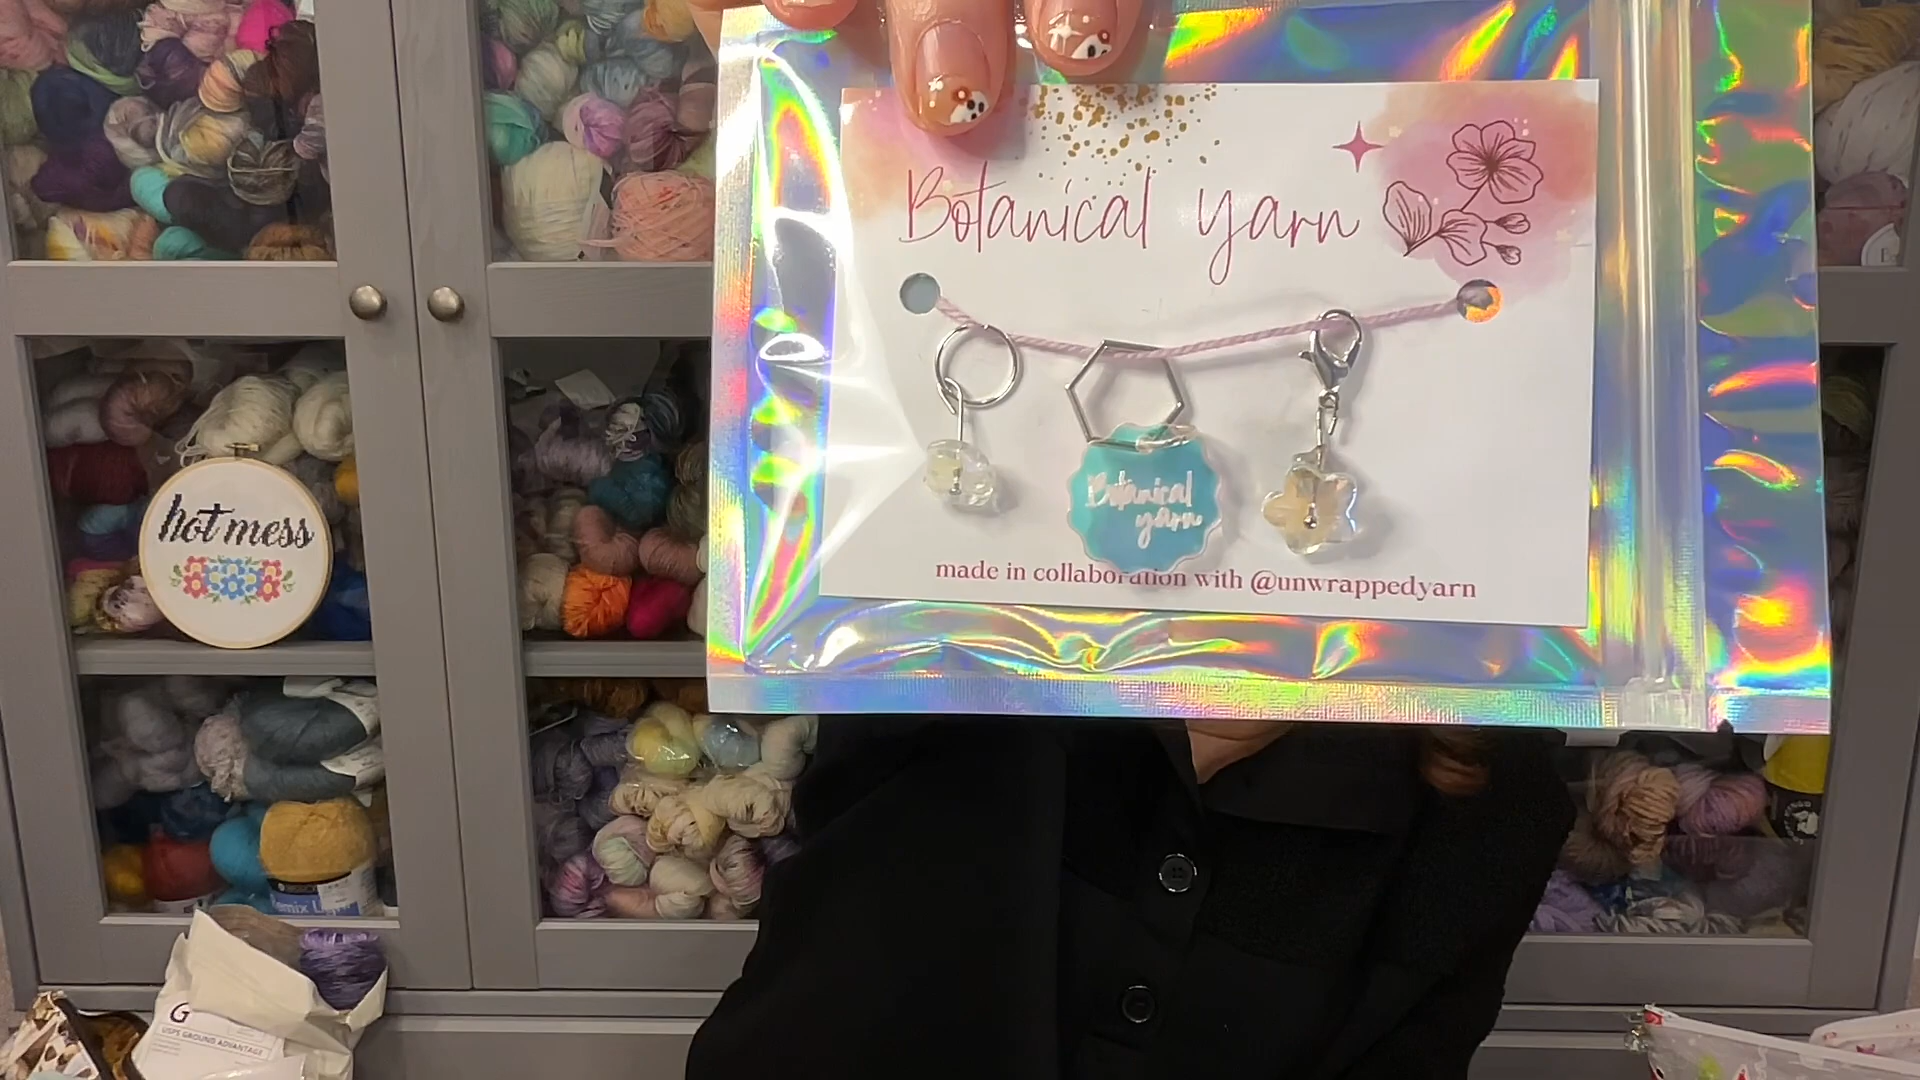 Botanical yarn
Botanical
yarn
made in collaboration with @unwrappedyarn
hot mess
G
USPS GROUND ADVANTAGE